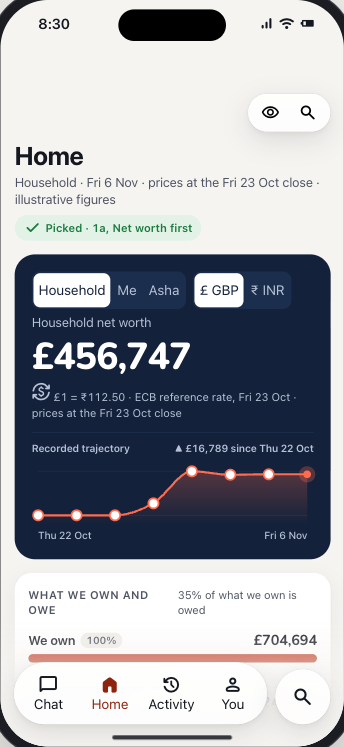 8:30
Home
Household · Fri 6 Nov · prices at the Fri 23 Oct close ·
illustrative figures
Picked · 1a, Net worth first
Household Me Asha £ GBP ₹ INR
Household net worth
£456,747
£1 = ₹112.50 · ECB reference rate, Fri 23 Oct ·
prices at the Fri 23 Oct close
Recorded trajectory ▲ £16,789 since Thu 22 Oct
Thu 22 Oct Fri 6 Nov
WHAT WE OWN AND
OWE
35% of what we own is
owed
We own 100% £704,694
Chat Home Activity You